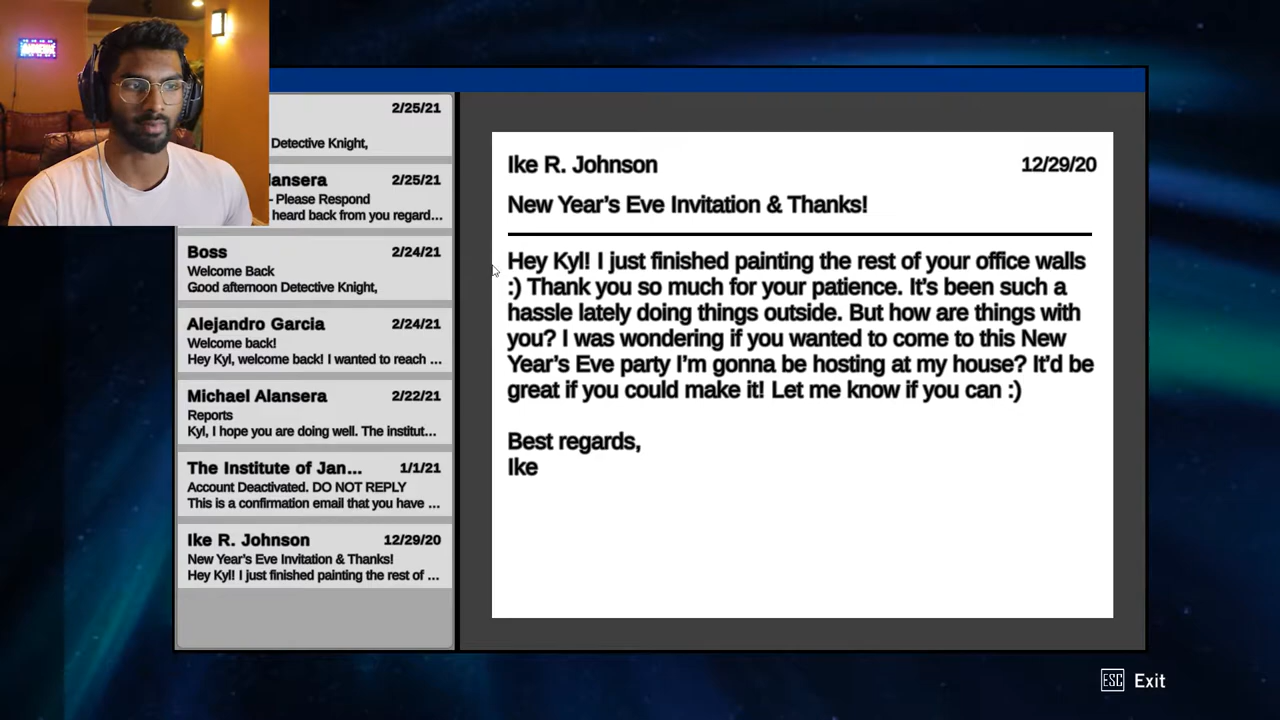 2/25/21
Detective Knight,
lansera 2/25/21
- Please Respond
heard back from you regard...
Boss 2/24/21
Welcome Back
Good afternoon Detective Knight,
Alejandro Garcia 2/24/21
Welcome back!
Hey Kyl, welcome back! I wanted to reach ...
Michael Alansera 2/22/21
Reports
Kyl, I hope you are doing well. The institut...
The Institute of Jan... 1/1/21
Account Deactivated. DO NOT REPLY
This is a confirmation email that you have ...
Ike R. Johnson 12/29/20
New Year's Eve Invitation & Thanks!
Hey Kyl! I just finished painting the rest of ...
Ike R. Johnson 12/29/20
New Year's Eve Invitation & Thanks!
Hey Kyl! I just finished painting the rest of your office walls
:) Thank you so much for your patience. It's been such a
hassle lately doing things outside. But how are things with
you? I was wondering if you wanted to come to this New
Year's Eve party I'm gonna be hosting at my house? It'd be
great if you could make it! Let me know if you can :)
Best regards,
Ike
ESC Exit